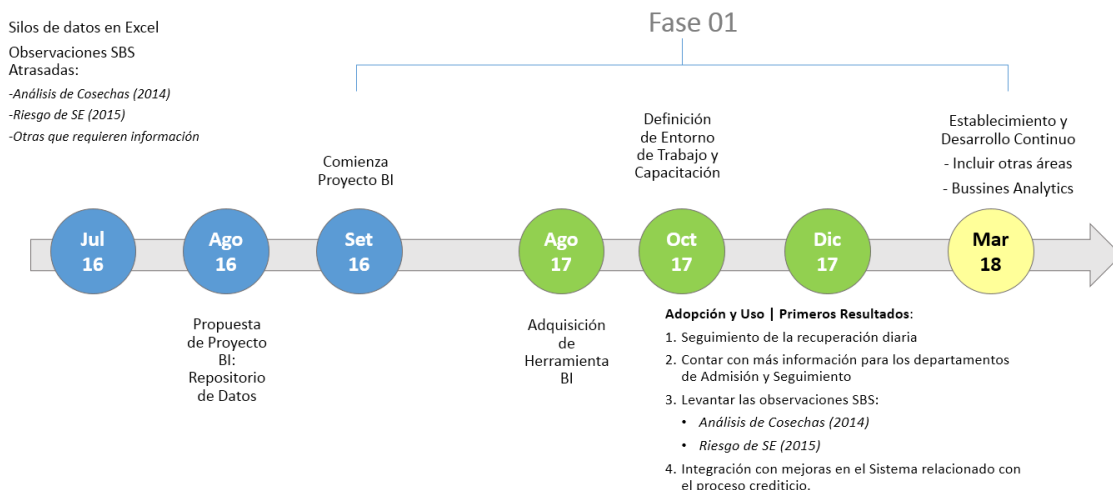 Fase 01
Silos de datos en Excel
Observaciones SBS
Atrasadas:
-Análisis de Cosechas (2014)
-Riesgo de SE (2015)
-Otras que requieren información
Comienza
Proyecto BI
Definición
de Entorno
de Trabajo y
Capacitación
Establecimiento y
Desarrollo Continuo
- Incluir otras áreas
- Bussines Analytics
Jul
16
Ago
16
Set
16
Ago
17
Oct
17
Dic
17
Mar
18
Propuesta
de Proyecto
BI:
Repositorio
de Datos
Adquisición
de
Herramienta
BI
Adopción y Uso | Primeros Resultados:
1. Seguimiento de la recuperación diaria
2. Contar con más información para los departamentos
de Admisión y Seguimiento
3. Levantar las observaciones SBS:
• Análisis de Cosechas (2014)
• Riesgo de SE (2015)
4. Integración con mejoras en el Sistema relacionado con
el proceso crediticio.